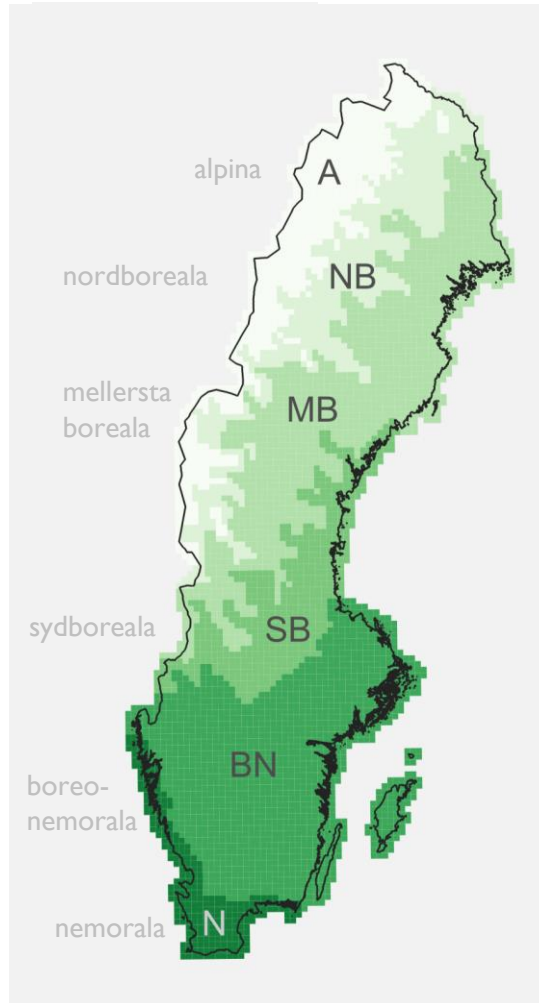 alpina
A
nordboreala
NB
mellersta
boreala
MB
sydboreala
SB
BN
boreo-
nemorala
nemorala
N